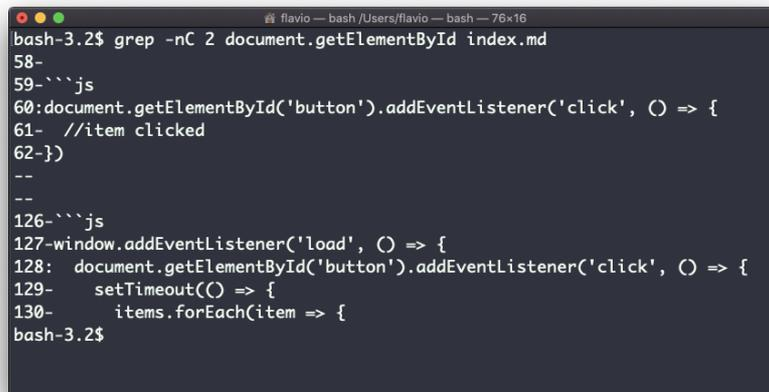 flavio — bash /Users/flavio — bash — 76×16
bash-3.2$ grep -nC 2 document.getElementById index.md
58-
59-```js
60:document.getElementById('button').addEventListener('click', () => {
61-  //item clicked
62-})
--
--
126-```js
127-window.addEventListener('load', () => {
128:  document.getElementById('button').addEventListener('click', () => {
129-    setTimeout(() => {
130-      items.forEach(item => {
bash-3.2$